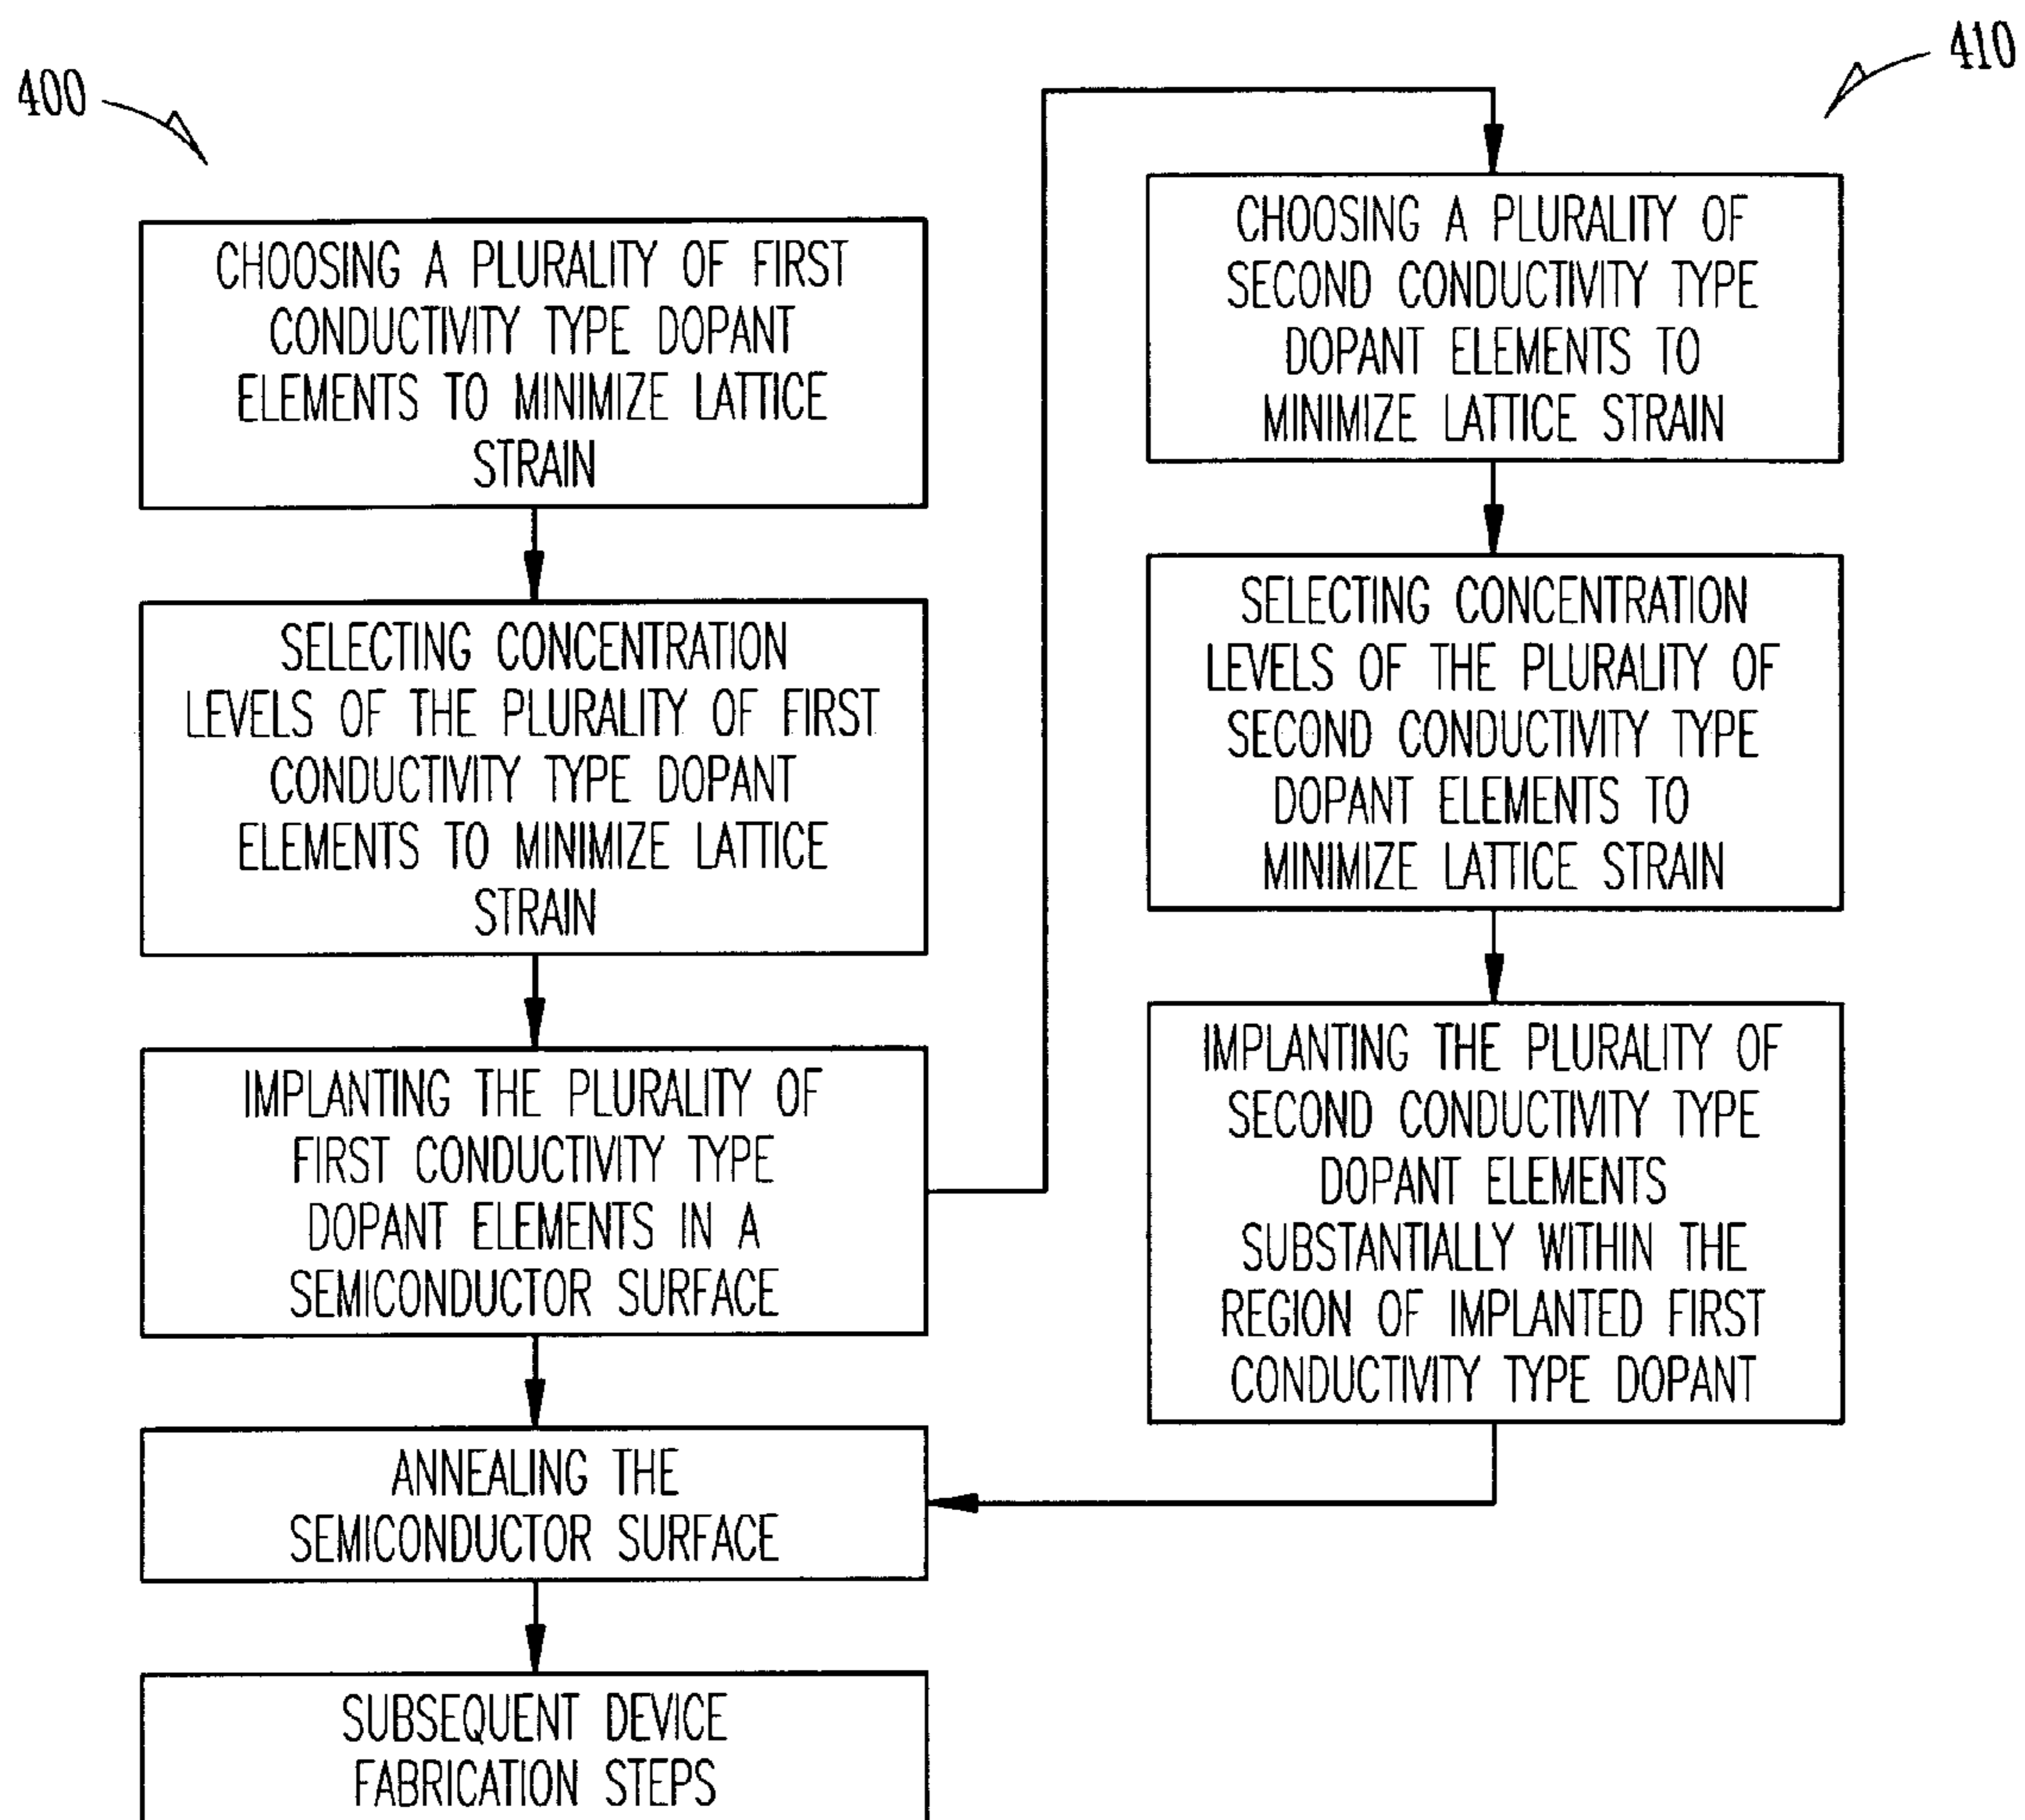 400
CHOOSING A PLURALITY OF FIRST
CONDUCTIVITY TYPE DOPANT
ELEMENTS TO MINIMIZE LATTICE
STRAIN
SELECTING CONCENTRATION
LEVELS OF THE PLURALITY OF FIRST
CONDUCTIVITY TYPE DOPANT
ELEMENTS TO MINIMIZE LATTICE
STRAIN
IMPLANTING THE PLURALITY OF
FIRST CONDUCTIVITY TYPE
DOPANT ELEMENTS IN A
SEMICONDUCTOR SURFACE
ANNEALING THE
SEMICONDUCTOR SURFACE
SUBSEQUENT DEVICE
FABRICATION STEPS
410
CHOOSING A PLURALITY OF
SECOND CONDUCTIVITY TYPE
DOPANT ELEMENTS TO
MINIMIZE LATTICE STRAIN
SELECTING CONCENTRATION
LEVELS OF THE PLURALITY OF
SECOND CONDUCTIVITY TYPE
DOPANT ELEMENTS TO
MINIMIZE LATTICE STRAIN
IMPLANTING THE PLURALITY OF
SECOND CONDUCTIVITY TYPE
DOPANT ELEMENTS
SUBSTANTIALLY WITHIN THE
REGION OF IMPLANTED FIRST
CONDUCTIVITY TYPE DOPANT